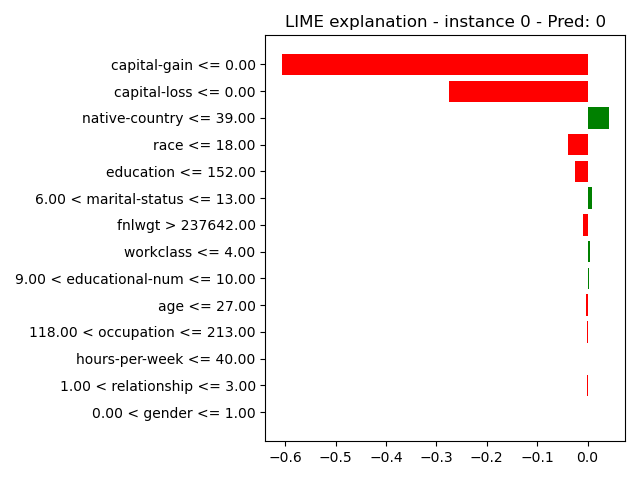 LIME explanation - instance 0 - Pred: 0
capital-gain <= 0.00
capital-loss <= 0.00
native-country <= 39.00
race <= 18.00
education <= 152.00
6.00 < marital-status <= 13.00
fnlwgt > 237642.00
workclass <= 4.00
9.00 < educational-num <= 10.00
age <= 27.00
118.00 < occupation <= 213.00
hours-per-week <= 40.00
1.00 < relationship <= 3.00
0.00 < gender <= 1.00
−0.6 −0.5 −0.4 −0.3 −0.2 −0.1 0.0